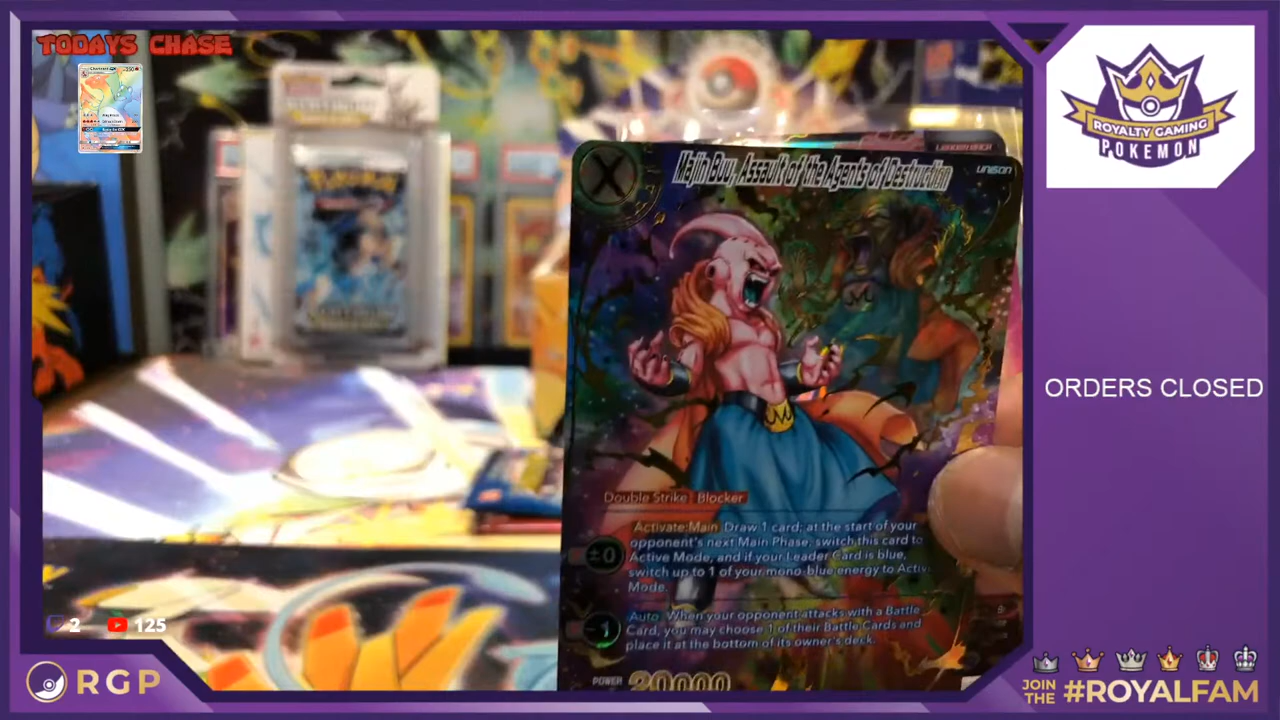 TODAYS CHASE
Pokémon
LEADER BACK
X
Majin Buu, Assault of the Agents of Destruction
UNISON
Double Strike Blocker
Activate:Main Draw 1 card; at the start of your
opponent's next Main Phase, switch this card to
±0 Active Mode, and if your Leader Card is blue,
switch up to 1 of your mono-blue energy to Active
Mode.
Auto When your opponent attacks with a Battle
-1 Card, you may choose 1 of their Battle Cards and
place it at the bottom of its owner's deck.
POWER 20000
2 125
RGP
ROYALTY GAMING
POKEMON
ORDERS CLOSED
JOIN
THE #ROYALFAM